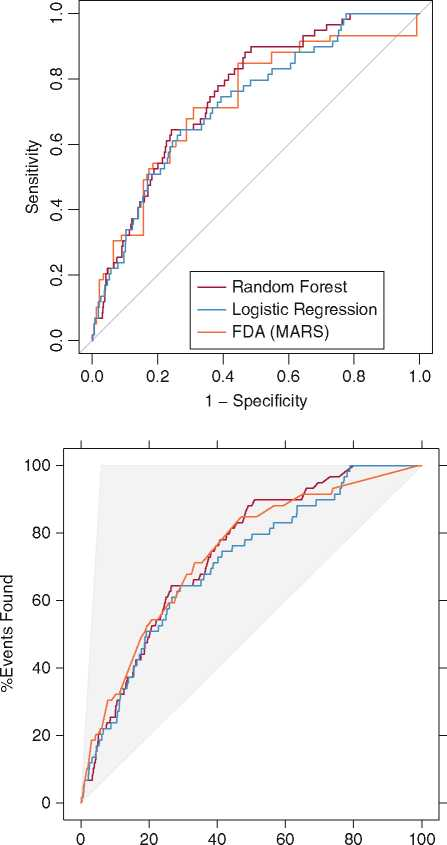 Sensitivity
1.0
0.8
0.6
0.4
0.2
0.0
Random Forest
Logistic Regression
FDA (MARS)
0.0 0.2 0.4 0.6 0.8 1.0
1 − Specificity
%Events Found
100
80
60
40
20
0
0 20 40 60 80 100